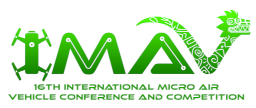 IMAV
16TH INTERNATIONAL MICRO AIR
VEHICLE CONFERENCE AND COMPETITION